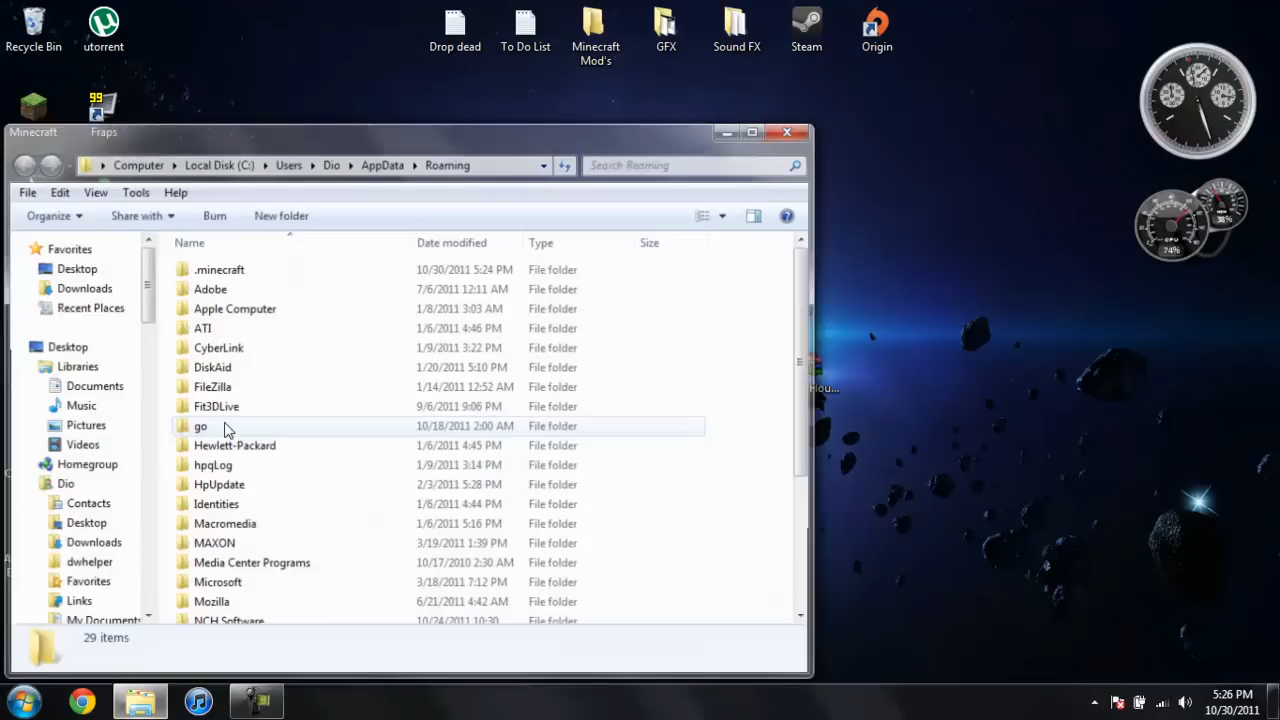 Recycle Bin
utorrent
Drop dead
To Do List
Minecraft
Mod's
GFX
Sound FX
Steam
Origin
99
Minecraft
Fraps
Computer Local Disk (C:) Users Dio AppData Roaming
Search Roaming
File Edit View Tools Help
Organize Share with Burn New folder
Name Date modified Type Size
Favorites
Desktop
Downloads
Recent Places
Desktop
Libraries
Documents
Music
Pictures
Videos
Homegroup
Dio
Contacts
Desktop
Downloads
dwhelper
Favorites
Links
My Documents
.minecraft 10/30/2011 5:24 PM File folder
Adobe 7/6/2011 12:11 AM File folder
Apple Computer 1/8/2011 3:03 AM File folder
ATI 1/6/2011 4:46 PM File folder
CyberLink 1/9/2011 3:22 PM File folder
DiskAid 1/20/2011 5:10 PM File folder
FileZilla 1/14/2011 12:52 AM File folder
Fit3DLive 9/6/2011 9:06 PM File folder
go 10/18/2011 2:00 AM File folder
Hewlett-Packard 1/6/2011 4:45 PM File folder
hpqLog 1/9/2011 3:14 PM File folder
HpUpdate 2/3/2011 5:28 PM File folder
Identities 1/6/2011 4:44 PM File folder
Macromedia 1/6/2011 5:16 PM File folder
MAXON 3/19/2011 1:39 PM File folder
Media Center Programs 10/17/2010 2:30 AM File folder
Microsoft 3/18/2011 7:12 PM File folder
Mozilla 6/21/2011 4:42 AM File folder
NCH Software 10/24/2011 10:30 File folder
29 items
Hou...
38%
CPU
74%
5:26 PM
10/30/2011